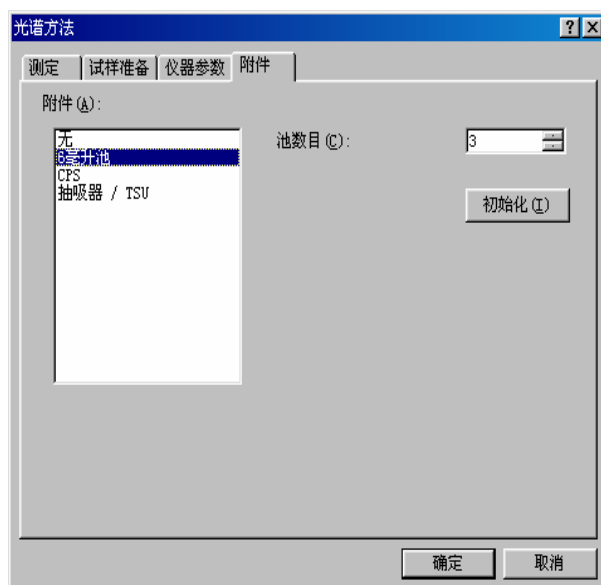 光谱方法
测定 试样准备 仪器参数 附件
附件(A):
无
6毫升池
CPS
抽吸器 / TSU
池数目(C):
3
初始化(I)
确定 取消